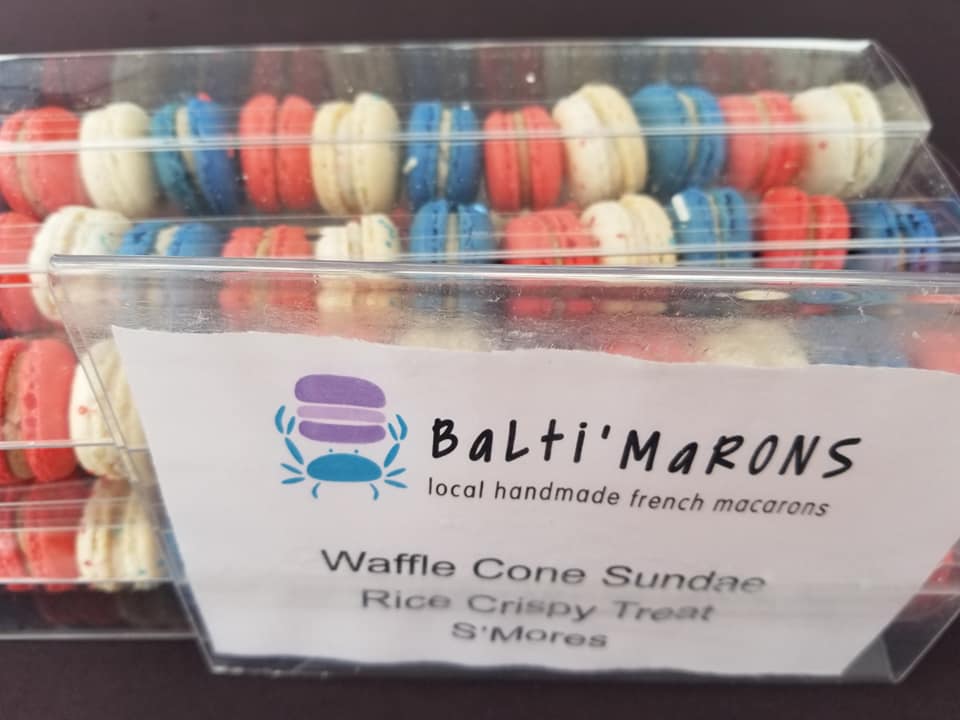 BaLti'MaRONS
local handmade french macarons
Waffle Cone Sundae
Rice Crispy Treat
S'Mores